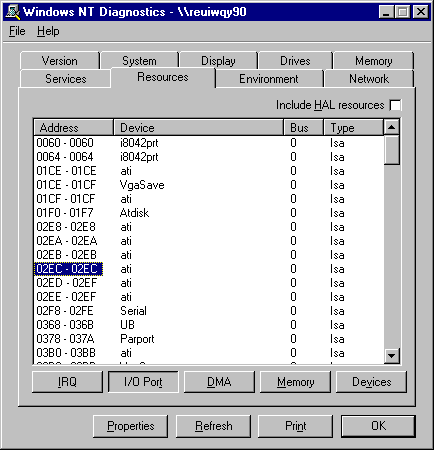 Windows NT Diagnostics - \\reuiwqy90
File Help
Version System Display Drives Memory
Services Resources Environment Network
Include HAL resources
Address Device Bus Type
0060 - 0060 i8042prt 0 Isa
0064 - 0064 i8042prt 0 Isa
01CE - 01CE ati 0 Isa
01CE - 01CF VgaSave 0 Isa
01CF - 01CF ati 0 Isa
01F0 - 01F7 Atdisk 0 Isa
02E8 - 02E8 ati 0 Isa
02EA - 02EA ati 0 Isa
02EB - 02EB ati 0 Isa
02EC - 02EC ati 0 Isa
02ED - 02EF ati 0 Isa
02EE - 02EF ati 0 Isa
02F8 - 02FE Serial 0 Isa
0368 - 036B UB 0 Isa
0378 - 037A Parport 0 Isa
03B0 - 03BB ati 0 Isa
IRQ I/O Port DMA Memory Devices
Properties Refresh Print OK